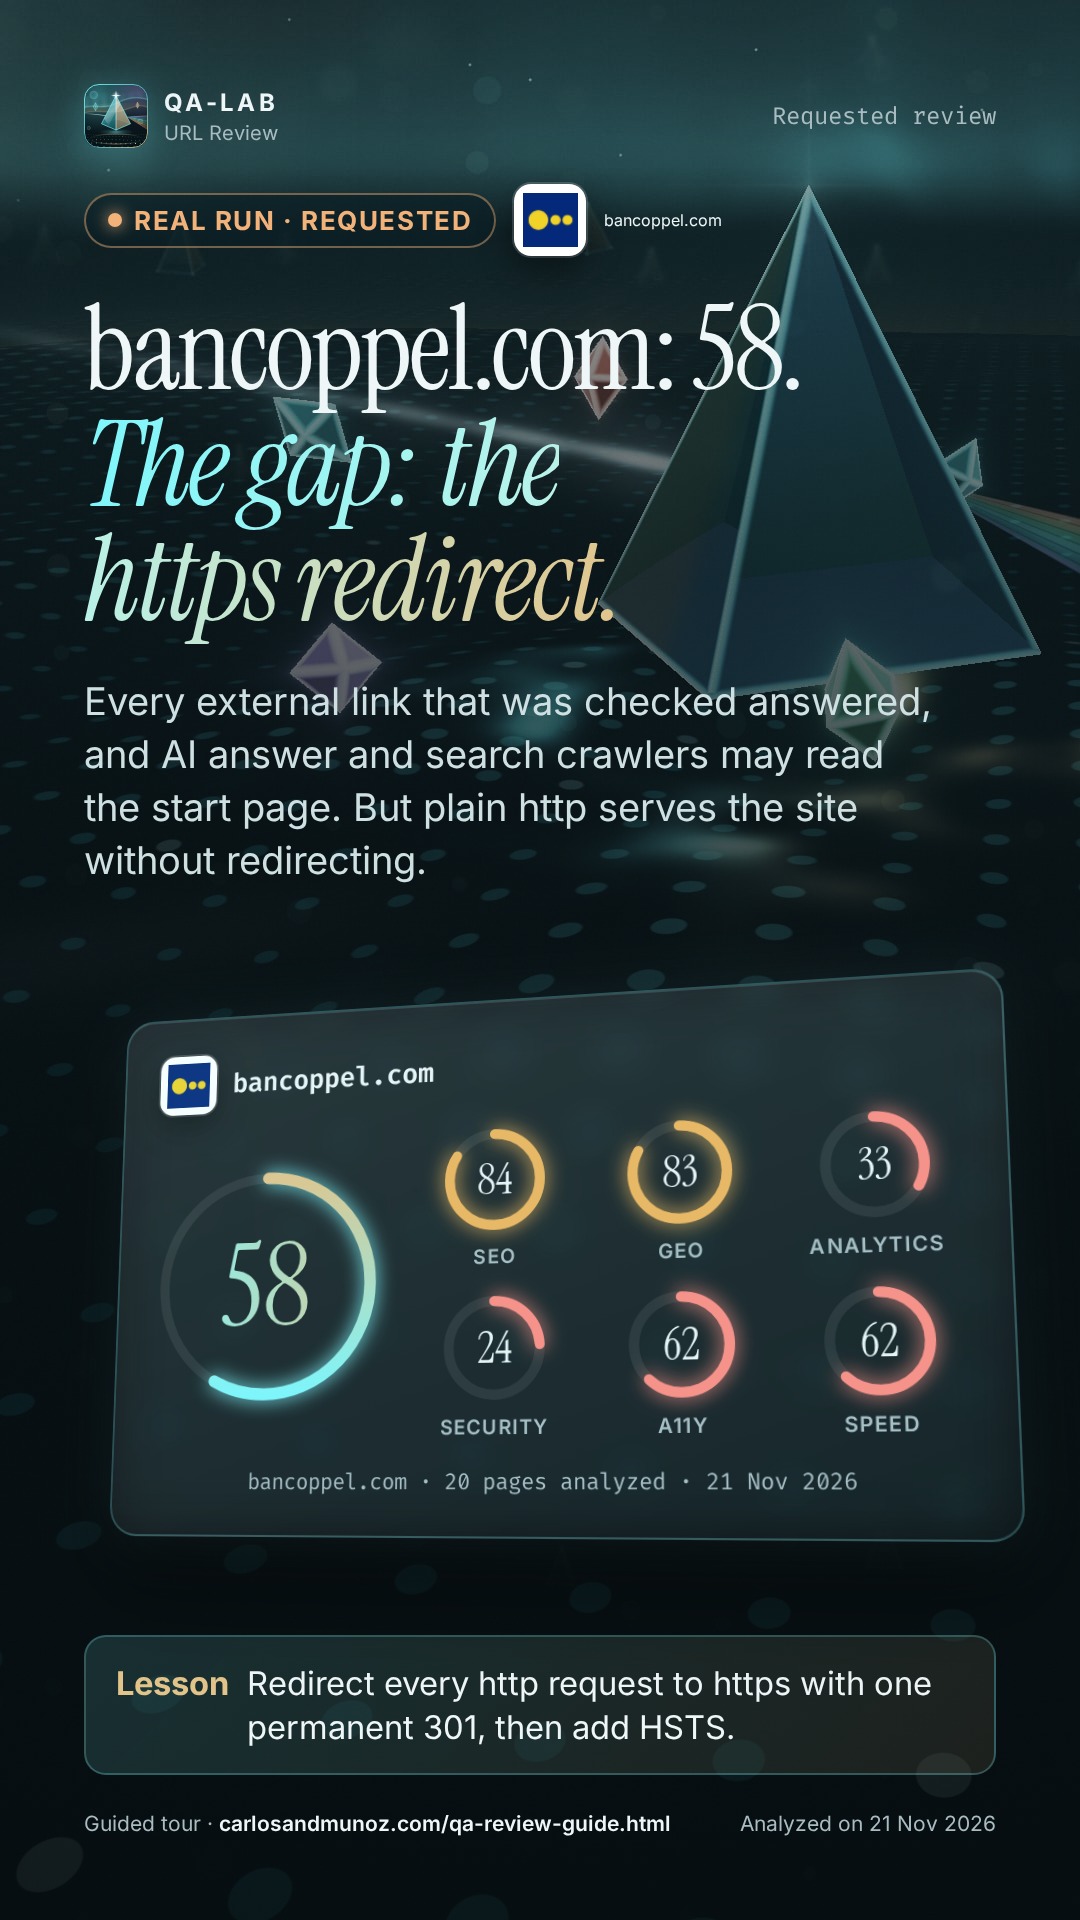 QA-LAB
URL Review
Requested review
REAL RUN · REQUESTED
bancoppel.com
bancoppel.com: 58.
The gap: the
https redirect.
Every external link that was checked answered,
and AI answer and search crawlers may read
the start page. But plain http serves the site
without redirecting.
bancoppel.com
58
84
SEO
83
GEO
33
ANALYTICS
24
SECURITY
62
A11Y
62
SPEED
bancoppel.com · 20 pages analyzed · 21 Nov 2026
Lesson Redirect every http request to https with one
permanent 301, then add HSTS.
Guided tour · carlosandmunoz.com/qa-review-guide.html
Analyzed on 21 Nov 2026